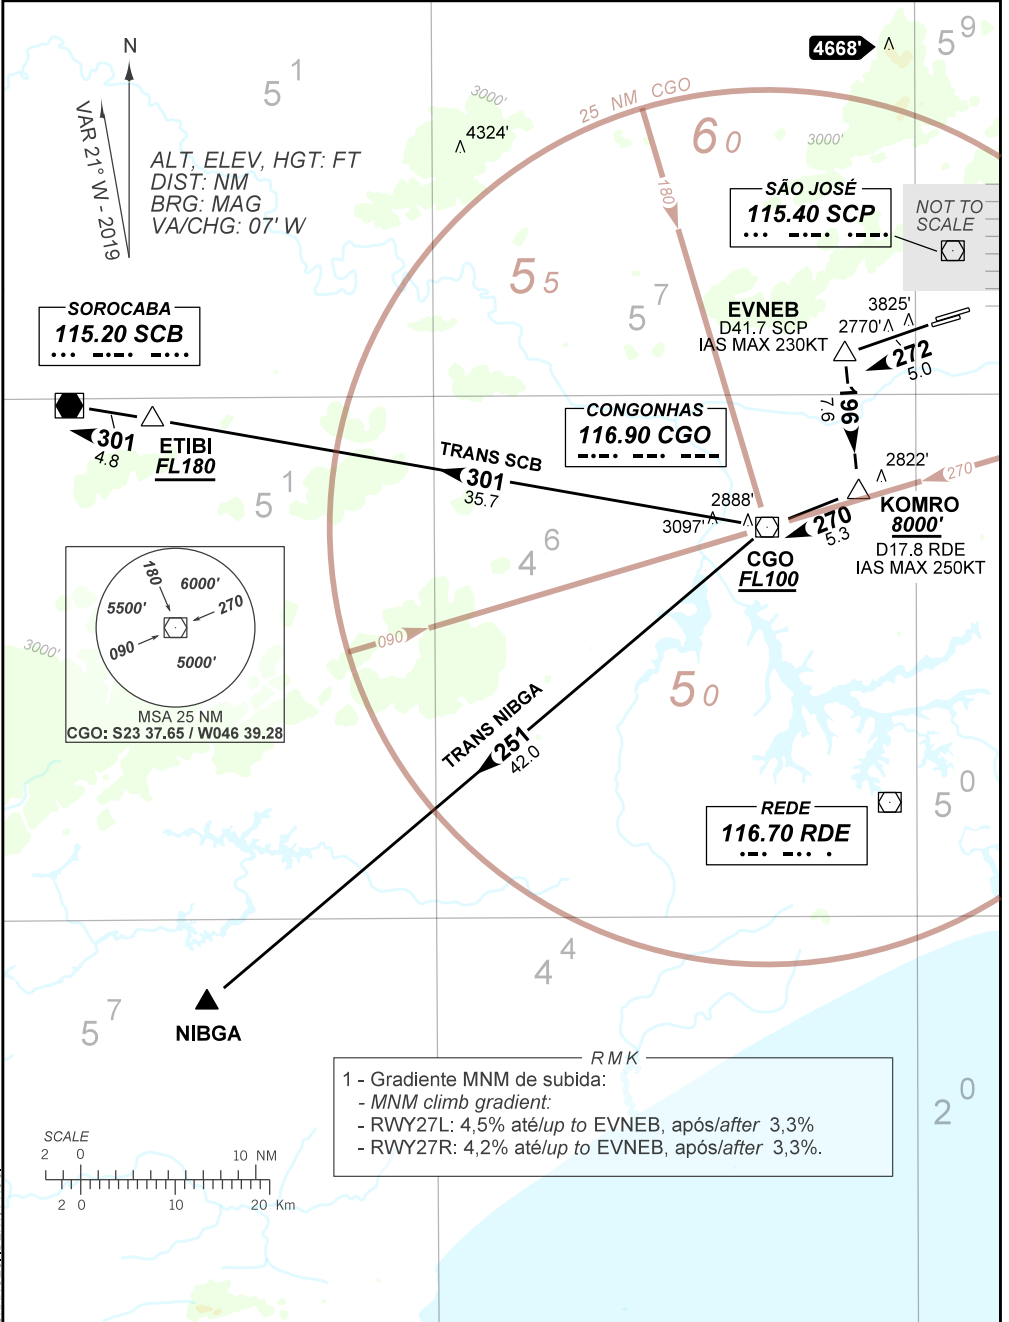 N
VAR 21° W - 2019
ALT, ELEV, HGT: FT
DIST: NM
BRG: MAG
VA/CHG: 07' W
5 1
3000'
4324'
25 NM CGO
180
6 0
3000'
4668'
5 9
SÃO JOSÉ
115.40 SCP
NOT TO
SCALE
5 5
5 7
SOROCABA
115.20 SCB
EVNEB
D41.7 SCP
IAS MAX 230KT
2770'
3825'
272
5.0
196
7.6
301
4.8
ETIBI
FL180
TRANS SCB
301
35.7
CONGONHAS
116.90 CGO
2822'
270
KOMRO
8000'
D17.8 RDE
IAS MAX 250KT
270
5.3
2888'
3097'
CGO
FL100
5 1
4 6
180
6000'
5500'
270
090
5000'
MSA 25 NM
CGO: S23 37.65 / W046 39.28
3000'
090
5 0
TRANS NIBGA
251
42.0
REDE
116.70 RDE
5 0
4 4
5 7
NIBGA
RMK
1 - Gradiente MNM de subida:
- MNM climb gradient:
- RWY27L: 4,5% até/up to EVNEB, após/after 3,3%
- RWY27R: 4,2% até/up to EVNEB, após/after 3,3%.
2 0
SCALE
2 0 10 NM
2 0 10 20 Km